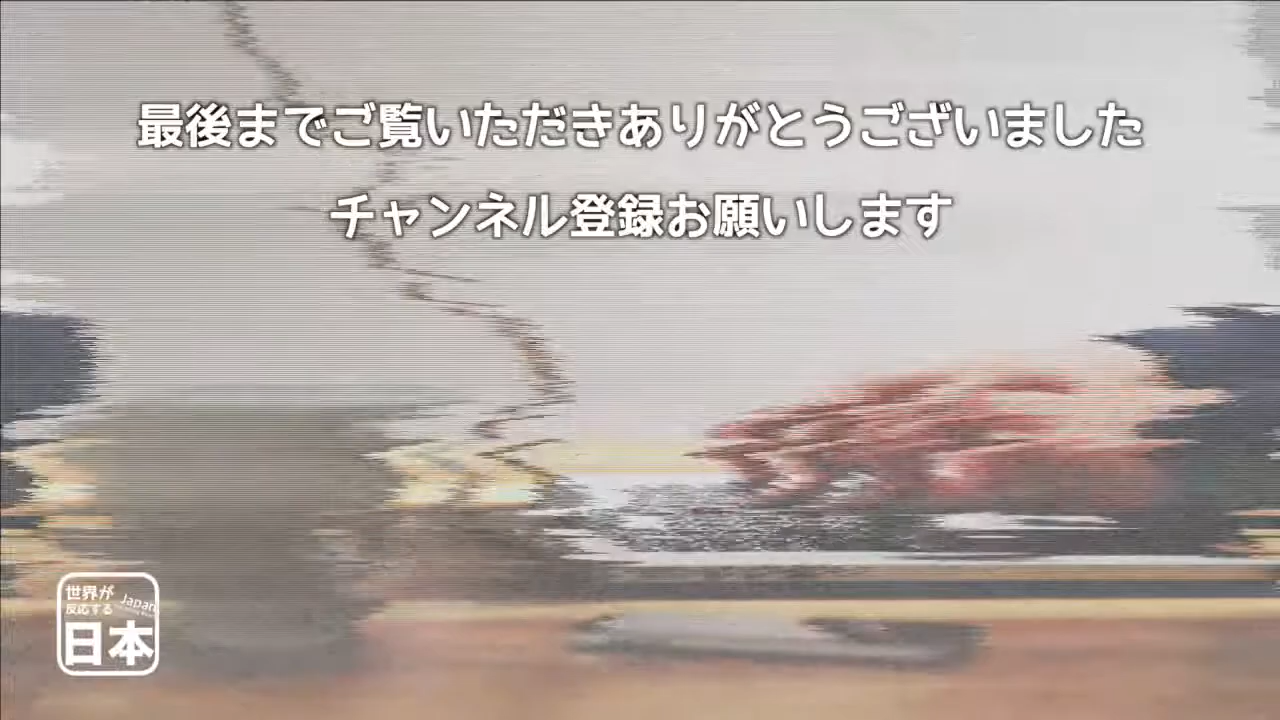 最後までご覧いただきありがとうございました
チャンネル登録お願いします
世界が
反応する
Japan
日本